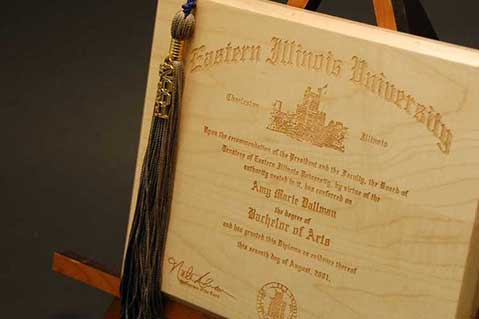 Eastern Illinois University
Charleston Illinois
Upon the recommendation of the President and the Faculty, the Board of
Trustees of Eastern Illinois University, by virtue of the
authority vested in it, has conferred on
Amy Marie Ballman
the degree of
Bachelor of Arts
and has granted this Diploma as evidence thereof
this seventh day of August, 2001.